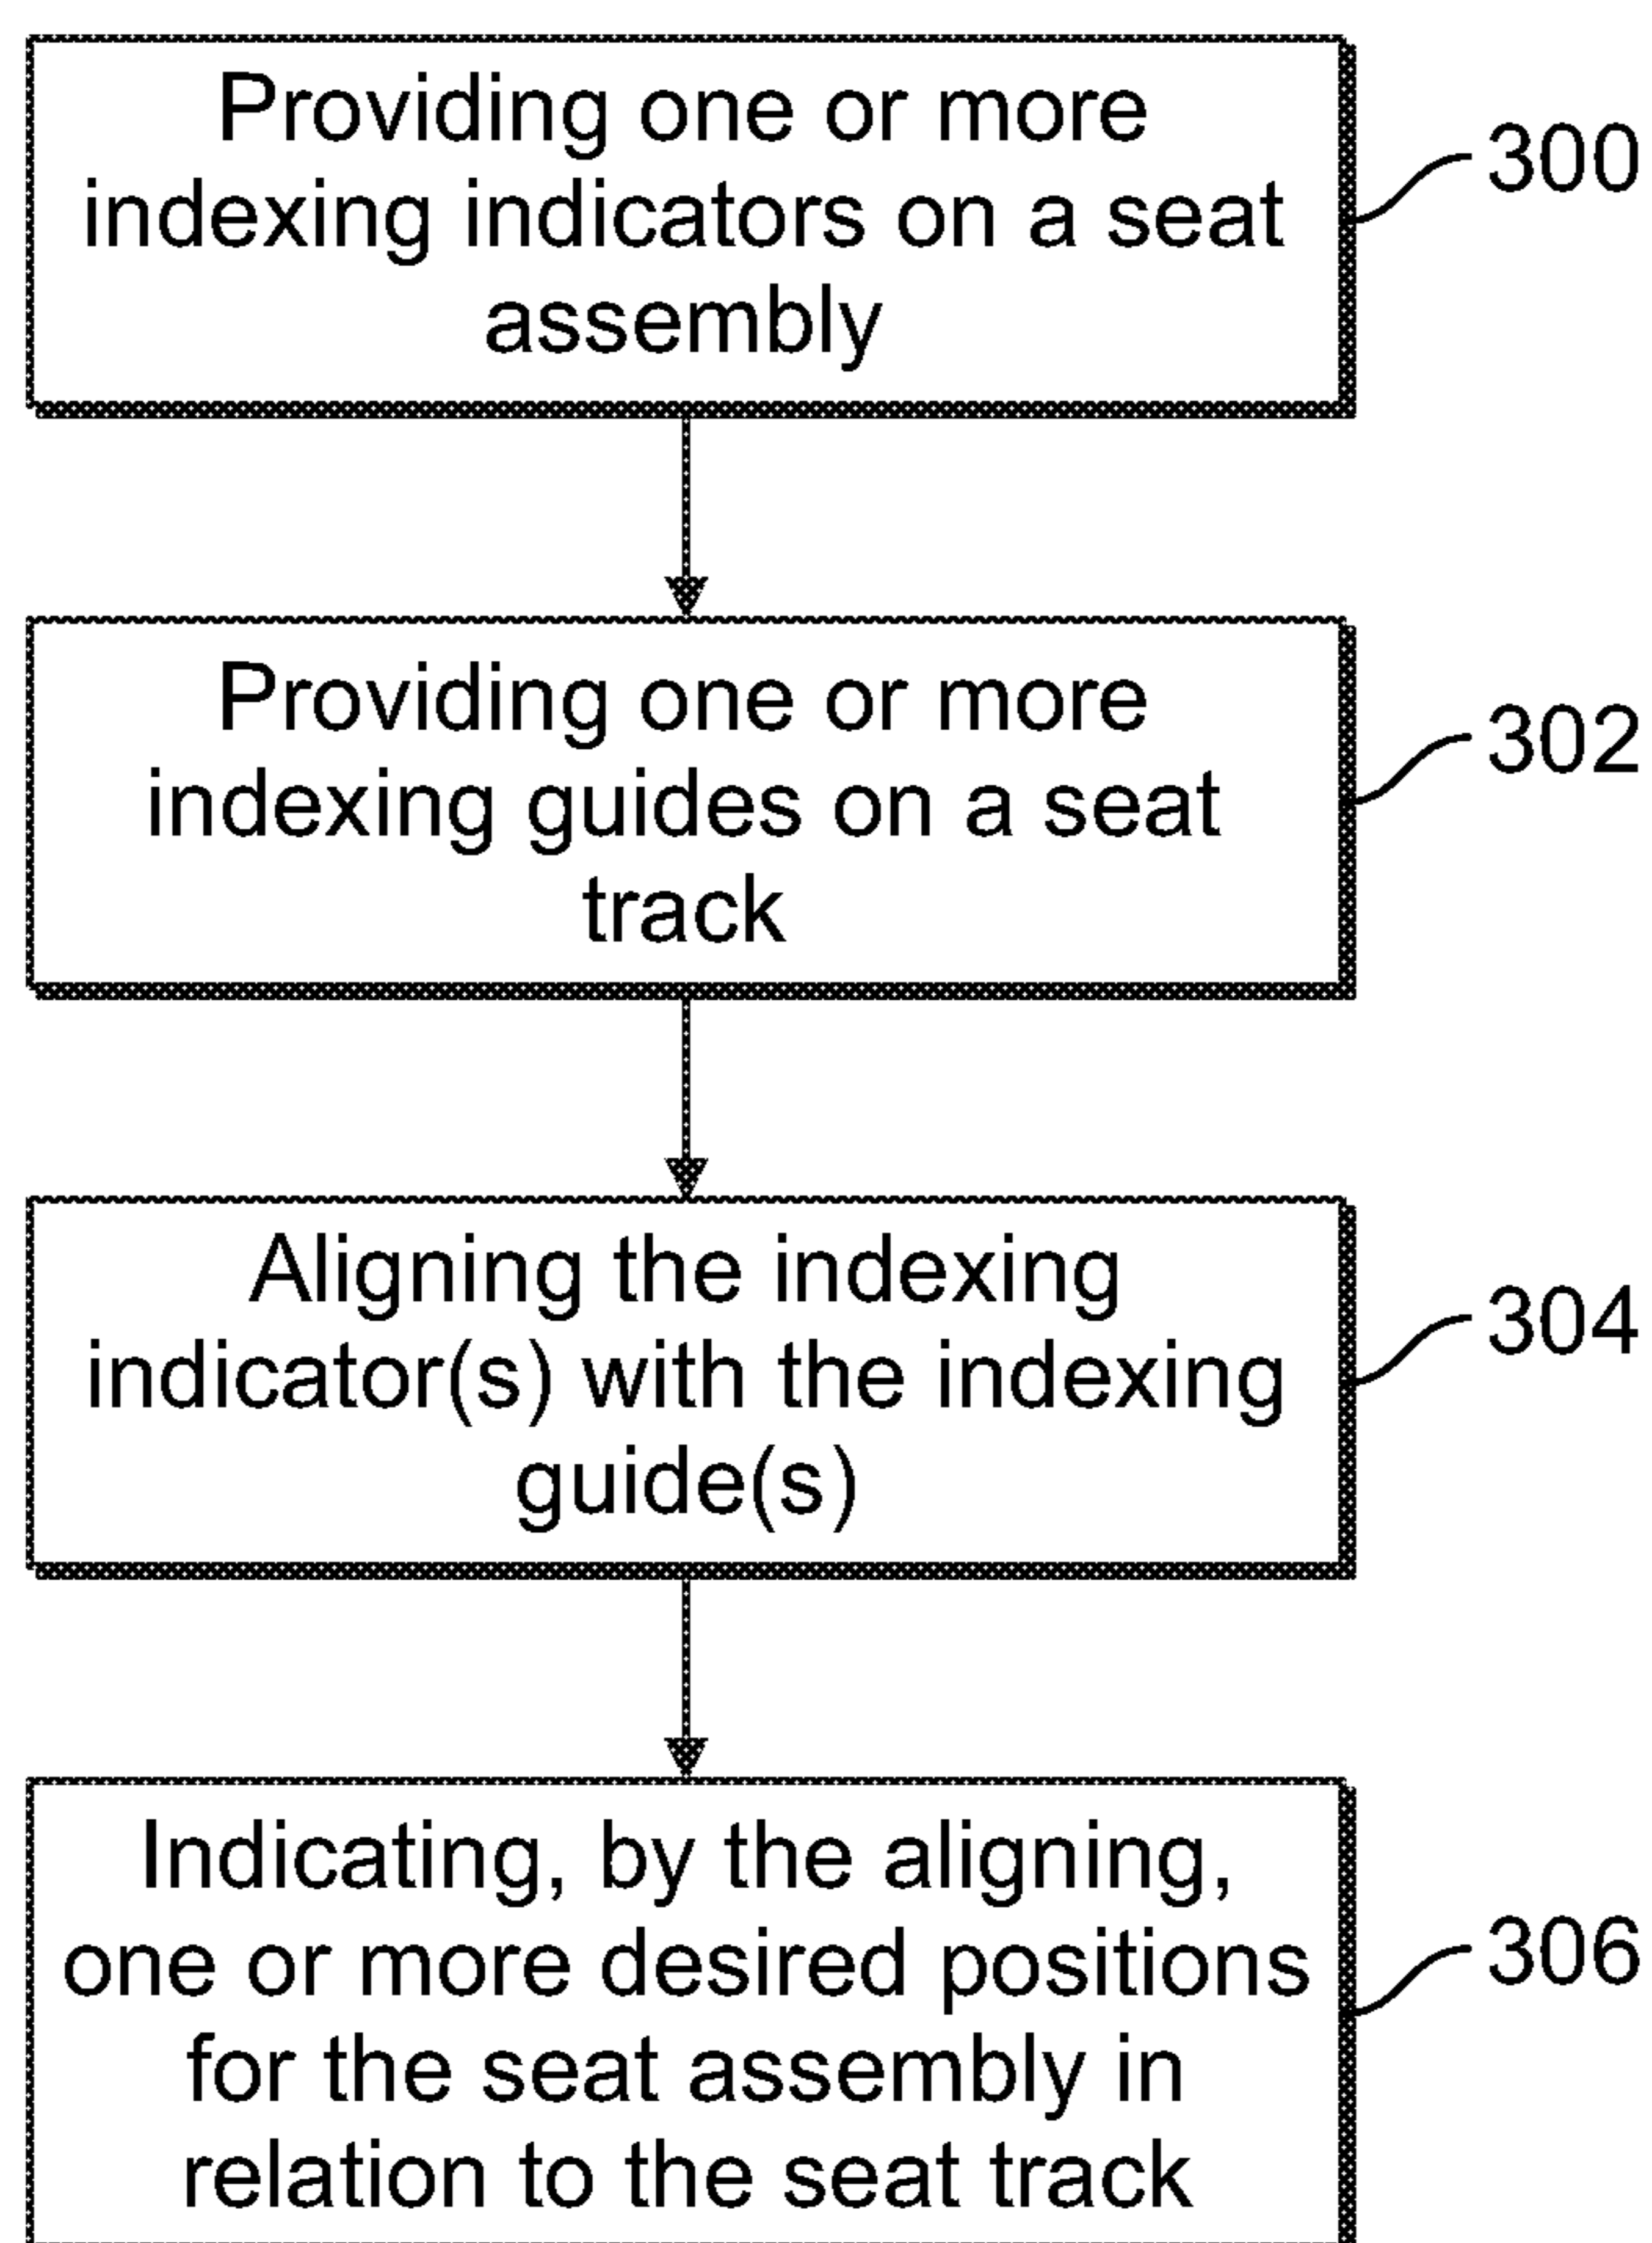 Providing one or more
indexing indicators on a seat
assembly
300
Providing one or more
indexing guides on a seat
track
302
Aligning the indexing
indicator(s) with the indexing
guide(s)
304
Indicating, by the aligning,
one or more desired positions
for the seat assembly in
relation to the seat track
306